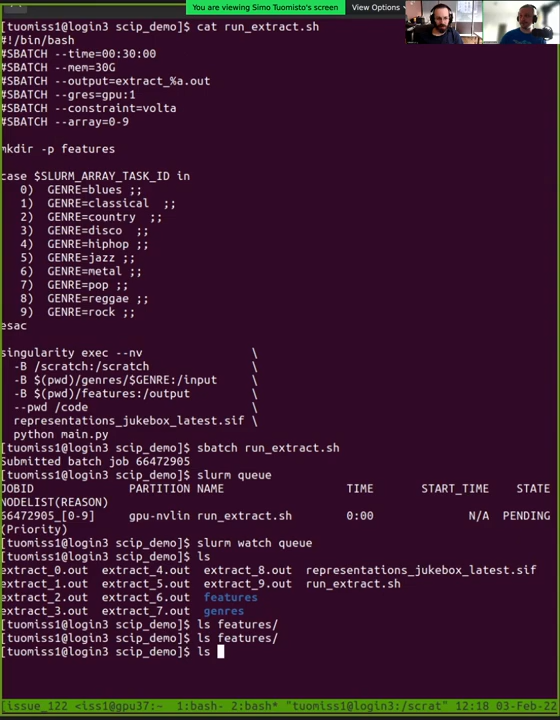 You are viewing Simo Tuomisto's screen
View Options
[tuomiss1@login3 scip_demo]$ cat run_extract.sh
#!/bin/bash
#SBATCH --time=00:30:00
#SBATCH --mem=30G
#SBATCH --output=extract_%a.out
#SBATCH --gres=gpu:1
#SBATCH --constraint=volta
#SBATCH --array=0-9
mkdir -p features
case $SLURM_ARRAY_TASK_ID in
0) GENRE=blues ;;
1) GENRE=classical ;;
2) GENRE=country ;;
3) GENRE=disco ;;
4) GENRE=hiphop ;;
5) GENRE=jazz ;;
6) GENRE=metal ;;
7) GENRE=pop ;;
8) GENRE=reggae ;;
9) GENRE=rock ;;
esac
singularity exec --nv \
-B /scratch:/scratch \
-B $(pwd)/genres/$GENRE:/input \
-B $(pwd)/features:/output \
--pwd /code \
representations_jukebox_latest.sif \
python main.py
[tuomiss1@login3 scip_demo]$ sbatch run_extract.sh
Submitted batch job 66472905
[tuomiss1@login3 scip_demo]$ slurm queue
JOBID PARTITION NAME TIME START_TIME STATE
NODELIST(REASON)
66472905_[0-9] gpu-nvlin run_extract.sh 0:00 N/A PENDING
(Priority)
[tuomiss1@login3 scip_demo]$ slurm watch queue
[tuomiss1@login3 scip_demo]$ ls
extract_0.out extract_4.out extract_8.out representations_jukebox_latest.sif
extract_1.out extract_5.out extract_9.out run_extract.sh
extract_2.out extract_6.out features
extract_3.out extract_7.out genres
[tuomiss1@login3 scip_demo]$ ls features/
[tuomiss1@login3 scip_demo]$ ls features/
[tuomiss1@login3 scip_demo]$ ls
[issue_122 <iss1@gpu37:~ 1:bash- 2:bash* "tuomiss1@login3:/scrat" 12:18 03-Feb-22